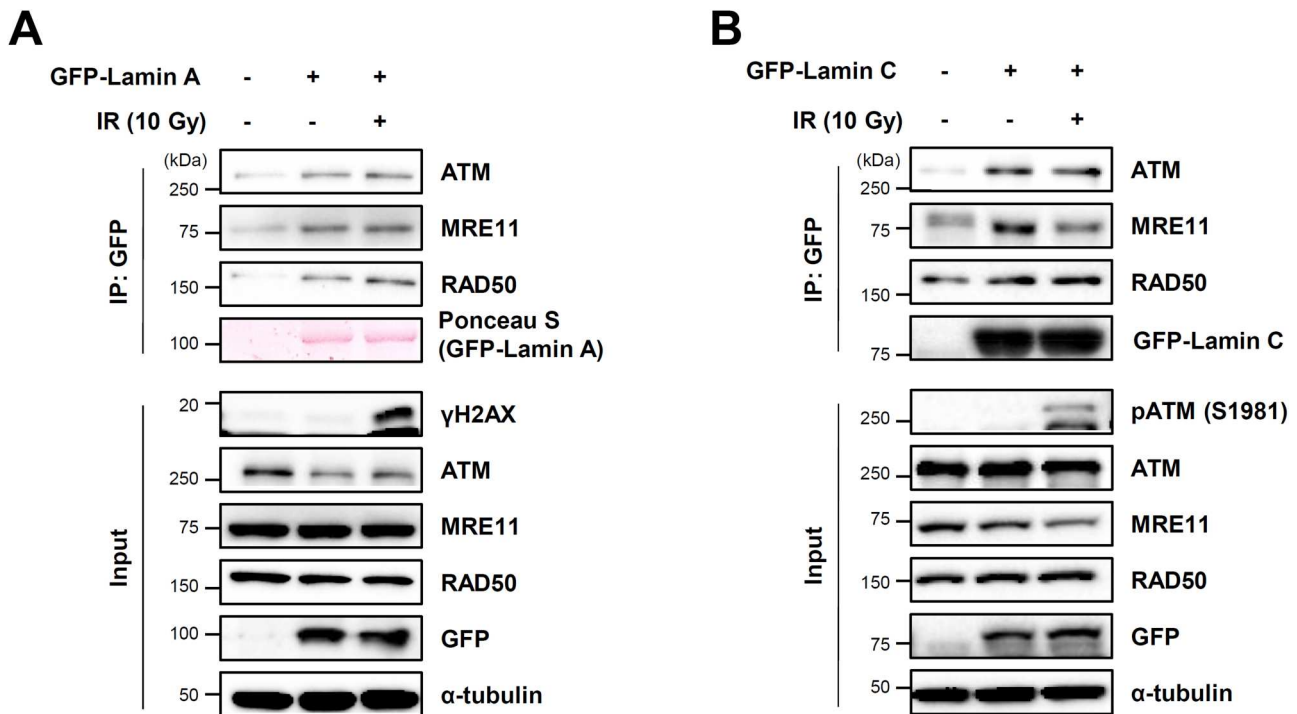 A
GFP-Lamin A - + +
IR (10 Gy) - - +
(kDa)
IP: GFP
250 ATM
75 MRE11
150 RAD50
100 Ponceau S
(GFP-Lamin A)
Input
20 γH2AX
250 ATM
75 MRE11
150 RAD50
100 GFP
50 α-tubulin
B
GFP-Lamin C - + +
IR (10 Gy) - - +
(kDa)
IP: GFP
250 ATM
75 MRE11
150 RAD50
75 GFP-Lamin C
Input
250 pATM (S1981)
250 ATM
75 MRE11
150 RAD50
75 GFP
50 α-tubulin